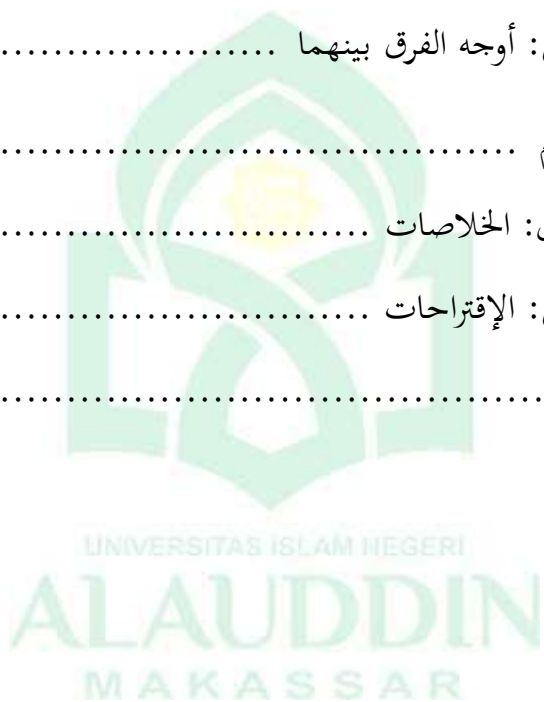 : أوجه الفرق بينهما .....................
.......................................
: الخلاصات ............................
: الإقتراحات ............................
.........................................
UNIVERSITAS ISLAM NEGERI
ALAUDDIN
MAKASSAR